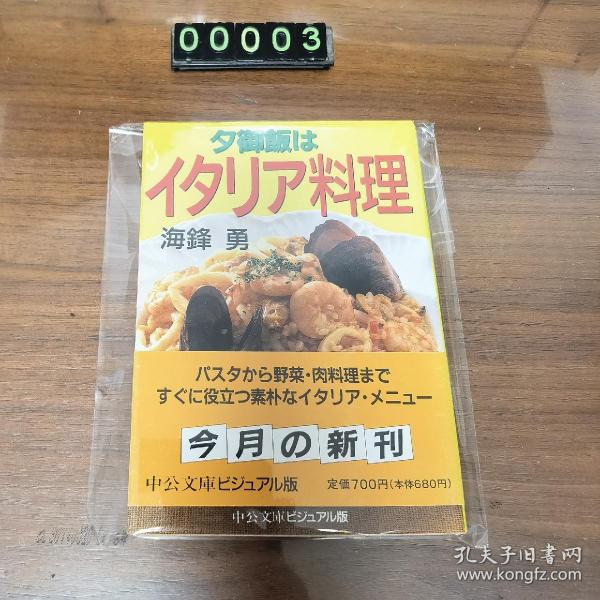 00003
夕御飯は
イタリア料理
海鋒 勇
パスタから野菜・肉料理まで
すぐに役立つ素朴なイタリア・メニュー
今月の新刊
中公文庫ビジュアル版 定価700円(本体680円)
中公文庫ビジュアル版
孔夫子旧书网
www.kongfz.com